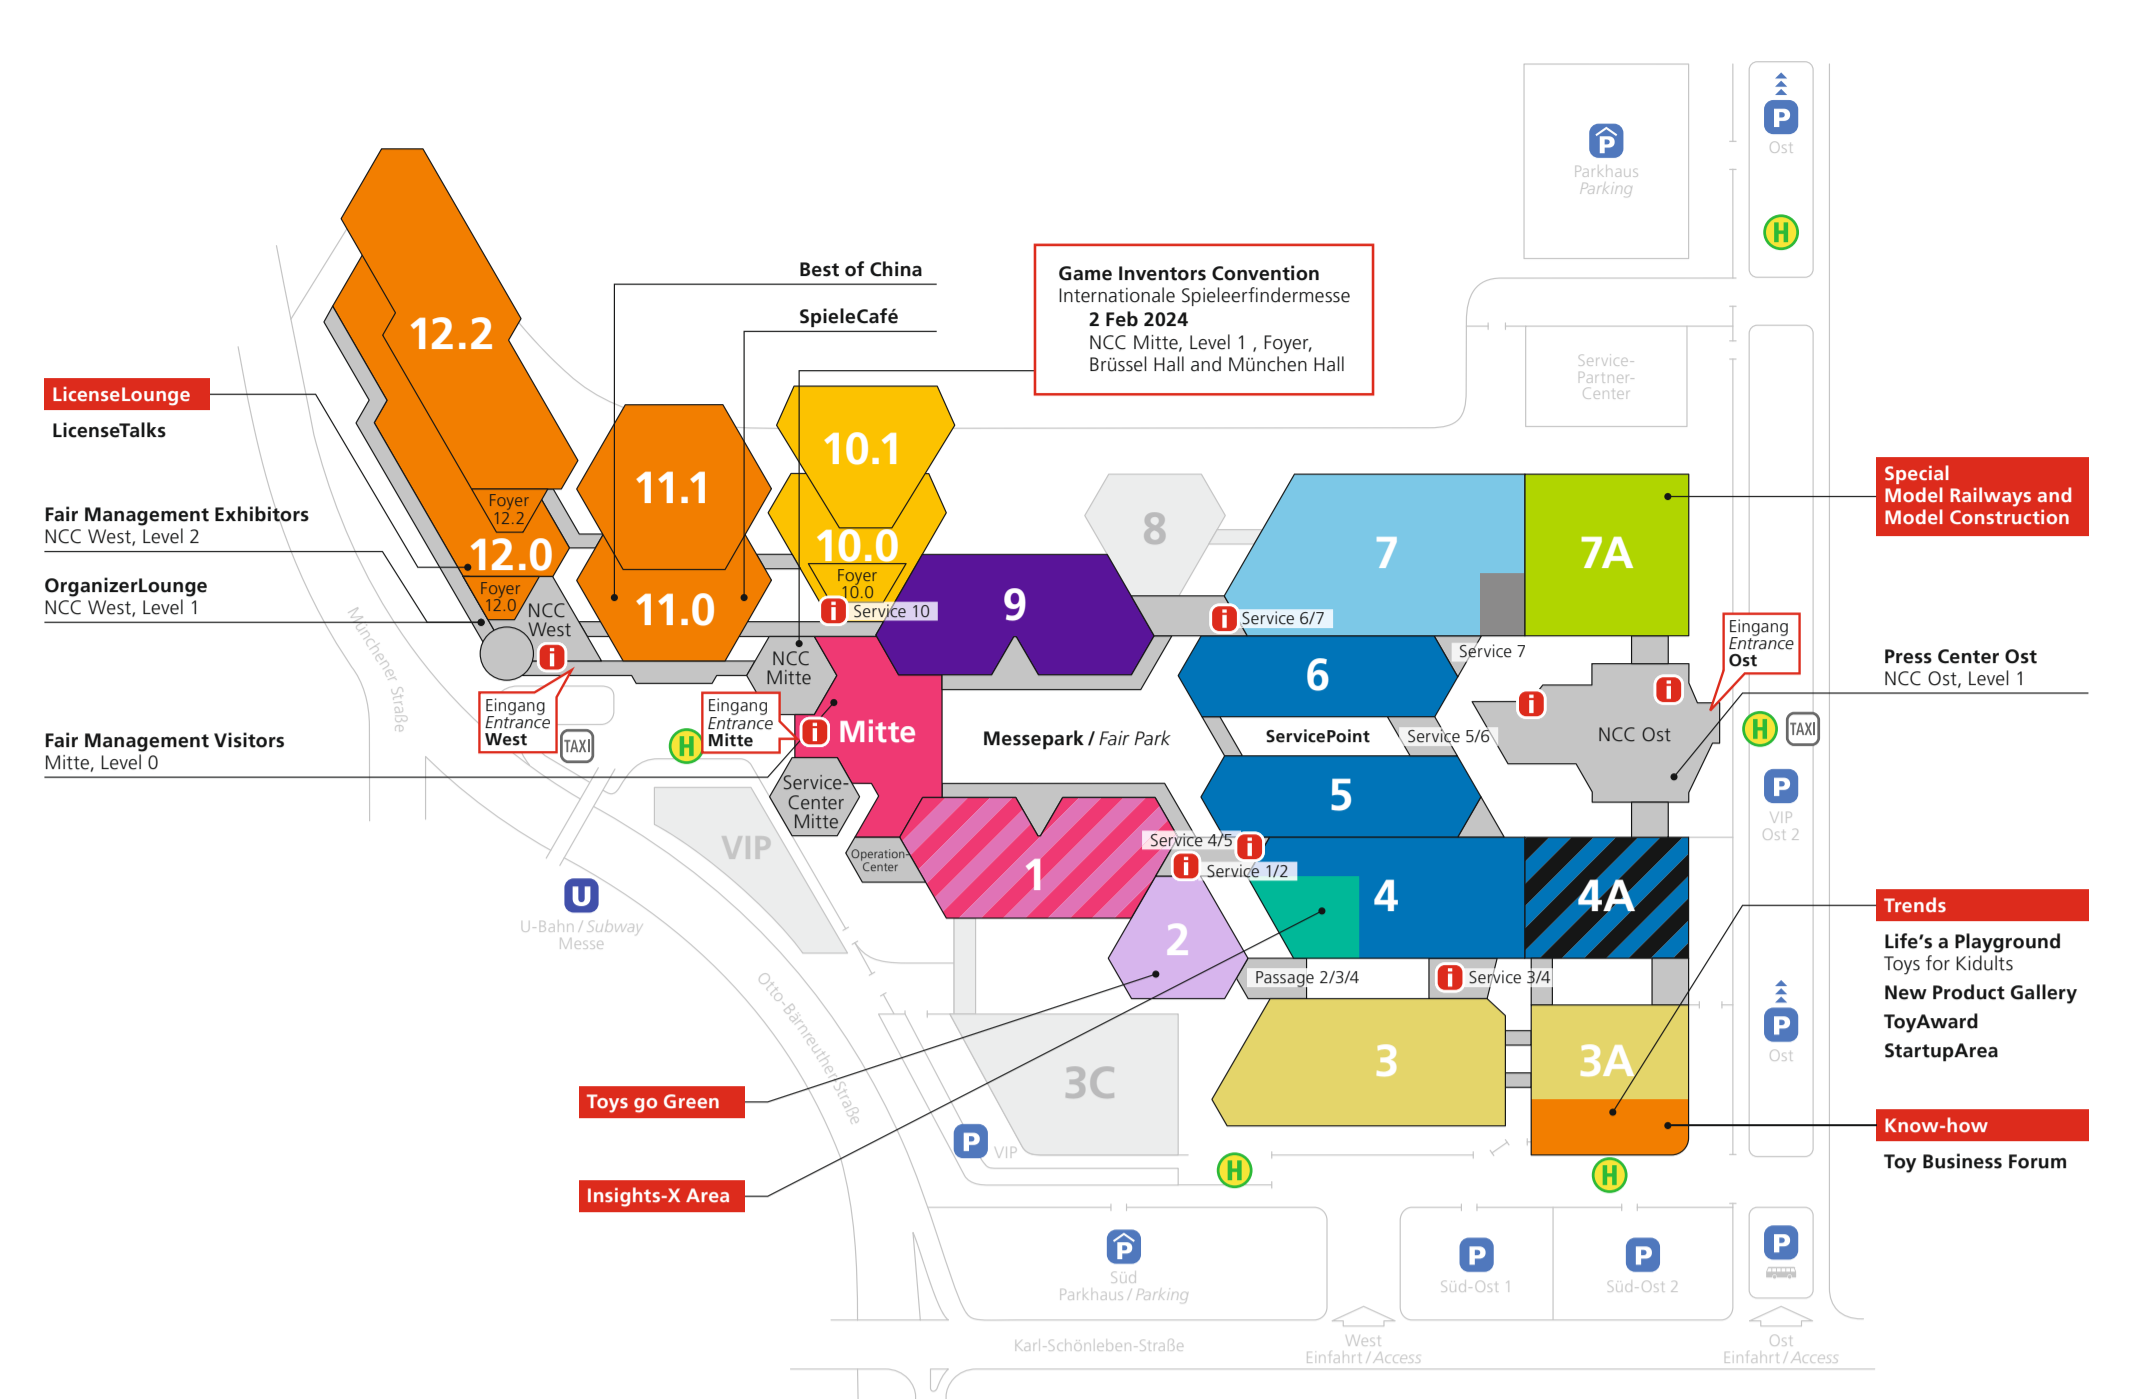 P
Ost
P
Parkhaus
Parking
H
Best of China
SpieleCafé
Game Inventors Convention
Internationale Spieleerfindermesse
2 Feb 2024
NCC Mitte, Level 1 , Foyer,
Brüssel Hall and München Hall
12.2
Service-
Partner-
Center
LicenseLounge
LicenseTalks
10.1
11.1
Special
Model Railways and
Model Construction
Foyer
12.2
Fair Management Exhibitors
NCC West, Level 2
12.0
10.0
8
7
7A
OrganizerLounge
NCC West, Level 1
Foyer
12.0
NCC
West
11.0
Foyer
10.0
i Service 10
9
i Service 6/7
Münchener Straße
i
NCC
Mitte
6
Service 7
Eingang
Entrance
Ost
Press Center Ost
NCC Ost, Level 1
Eingang
Entrance
West
TAXI
H
Eingang
Entrance
Mitte
i Mitte
Messepark / Fair Park
ServicePoint
Service 5/6
i
i
NCC Ost
H
TAXI
Fair Management Visitors
Mitte, Level 0
Service-
Center
Mitte
5
P
VIP
Ost 2
VIP
Operation-
Center
1
Service 4/5 i
i Service 1/2
4
4A
U
U-Bahn / Subway
Messe
2
Trends
Life’s a Playground
Toys for Kidults
New Product Gallery
ToyAward
StartupArea
Passage 2/3/4
i Service 3/4
Otto-Bärnreuther-Straße
P
Ost
3C
3
3A
Toys go Green
Know-how
Toy Business Forum
P VIP
H
H
Insights-X Area
P
Süd
Parkhaus / Parking
P
Süd-Ost 1
P
Süd-Ost 2
P
Karl-Schönleben-Straße
West
Einfahrt / Access
Ost
Einfahrt / Access